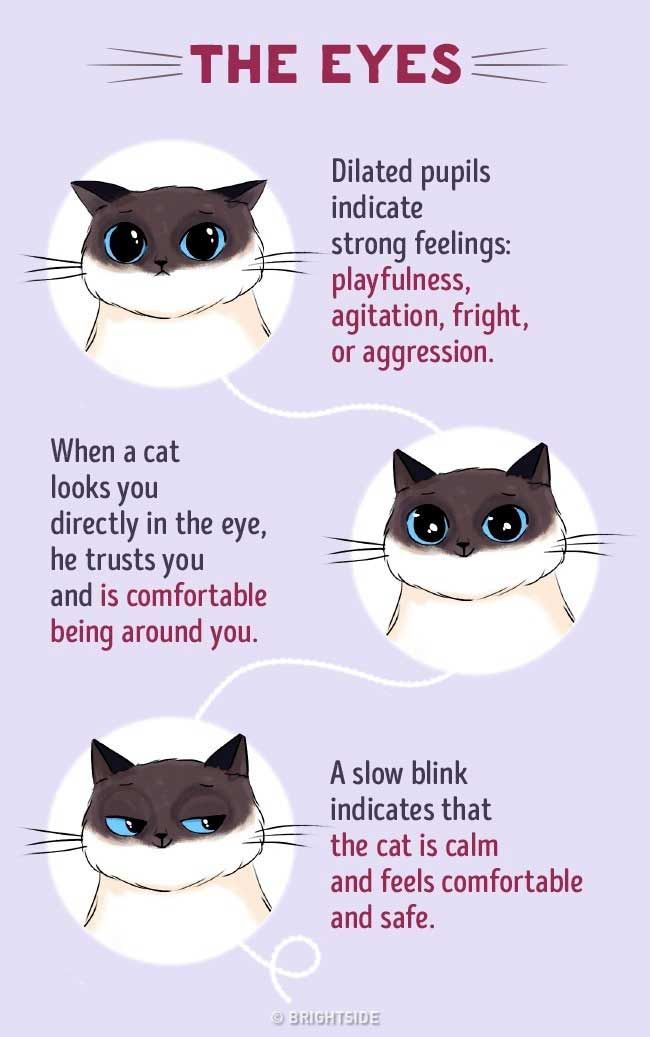 THE EYES
Dilated pupils
indicate
strong feelings:
playfulness,
agitation, fright,
or aggression.
When a cat
looks you
directly in the eye,
he trusts you
and is comfortable
being around you.
A slow blink
indicates that
the cat is calm
and feels comfortable
and safe.
© BRIGHTSIDE